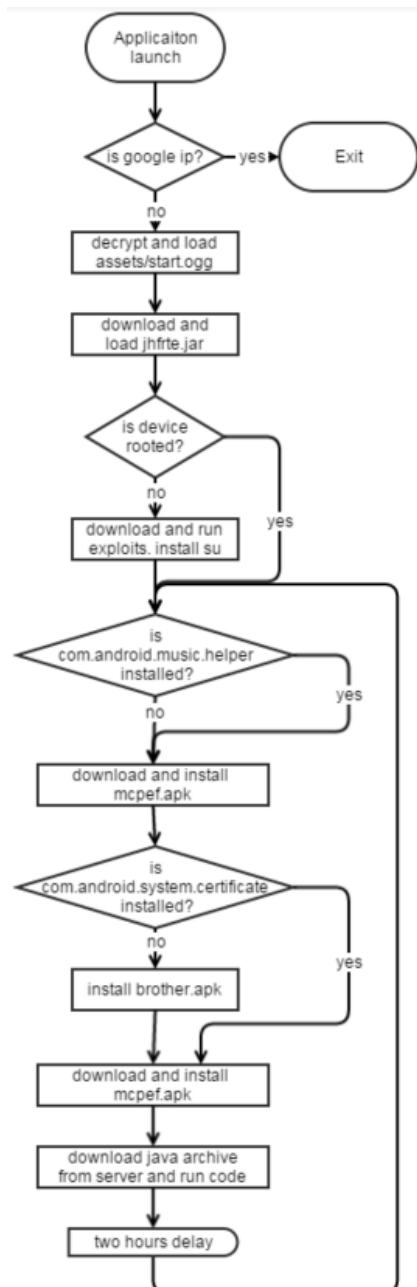 Applicaiton
launch
is google ip?
yes
Exit
no
decrypt and load
assets/start.ogg
download and
load jhfrte.jar
is device
rooted?
no
yes
download and run
exploits. install su
is
com.android.music.helper
installed?
yes
no
download and install
mcpef.apk
is
com.android.system.certificate
installed?
no
yes
install brother.apk
download and install
mcpef.apk
download java archive
from server and run code
two hours delay